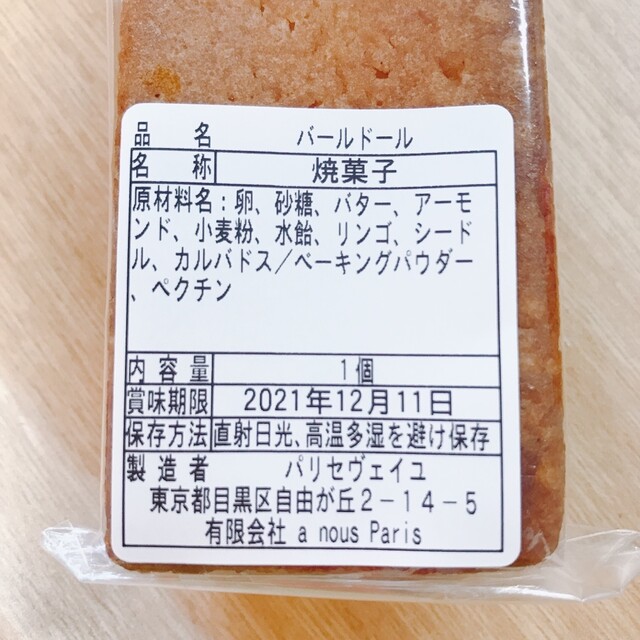 品名 バールドール
名称 焼菓子
原材料名:卵、砂糖、バター、アーモ
ンド、小麦粉、水飴、リンゴ、シード
ル、カルバドス/ベーキングパウダー
、ペクチン
内容量 1個
賞味期限 2021年12月11日
保存方法 直射日光、高温多湿を避け保存
製造者 パリセヴェイユ
東京都目黒区自由が丘2-14-5
有限会社 a nous Paris